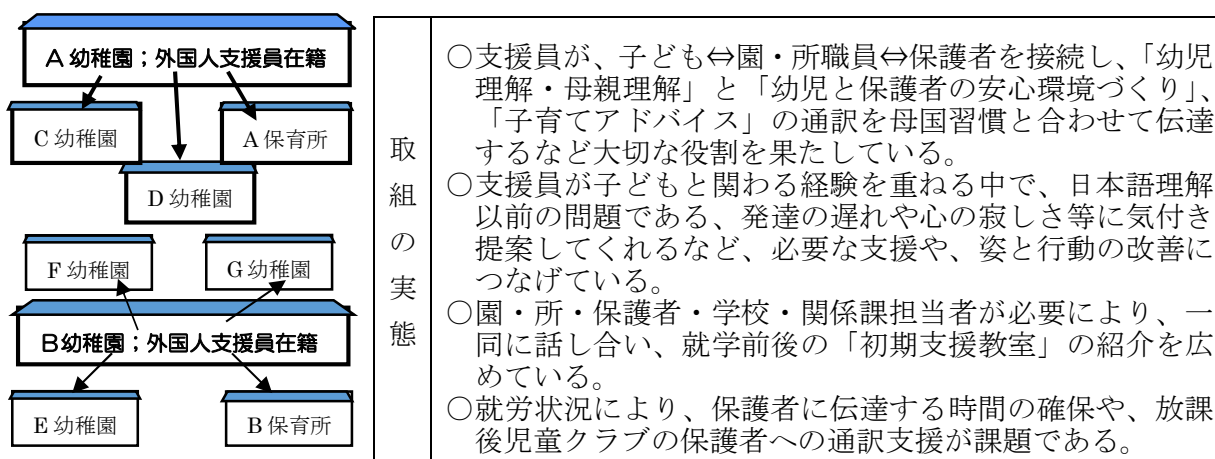 A幼稚園；外国人支援員在籍
C幼稚園
A保育所
D幼稚園
F幼稚園
G幼稚園
B幼稚園；外国人支援員在籍
E幼稚園
B保育所
取組の実態
○支援員が、子ども⇔園・所職員⇔保護者を接続し、「幼児
理解・母親理解」と「幼児と保護者の安心環境づくり」、
「子育てアドバイス」の通訳を母国習慣と合わせて伝達
するなど大切な役割を果たしている。
○支援員が子どもと関わる経験を重ねる中で、日本語理解
以前の問題である、発達の遅れや心の寂しさ等に気付き
提案してくれるなど、必要な支援や、姿と行動の改善に
つなげている。
○園・所・保護者・学校・関係課担当者が必要により、一
同に話し合い、就学前後の「初期支援教室」の紹介を広
めている。
○就労状況により、保護者に伝達する時間の確保や、放課
後児童クラブの保護者への通訳支援が課題である。